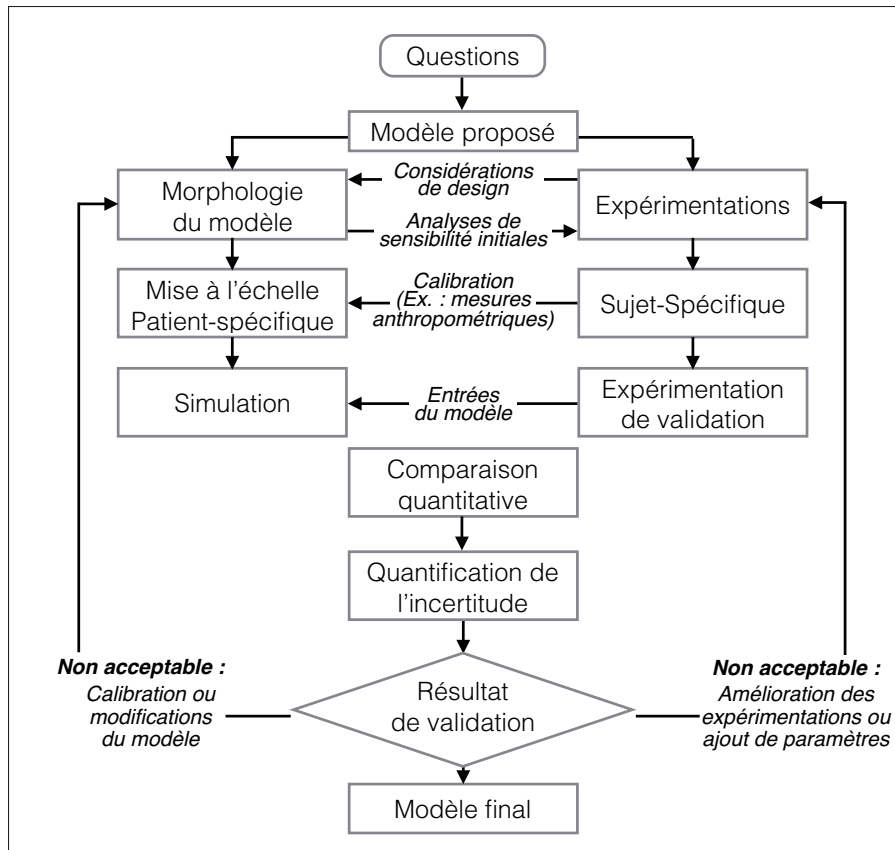 Questions
Modèle proposé
Morphologie
du modèle
Considérations
de design
Analyses de
sensibilité initiales
Expérimentations
Mise à l'échelle
Patient-spécifique
Calibration
(Ex. : mesures
anthropométriques)
Sujet-Spécifique
Simulation
Entrées
du modèle
Expérimentation
de validation
Comparaison
quantitative
Quantification de
l'incertitude
Non acceptable :
Calibration ou
modifications
du modèle
Résultat
de validation
Non acceptable :
Amélioration des
expérimentations ou
ajout de paramètres
Modèle final